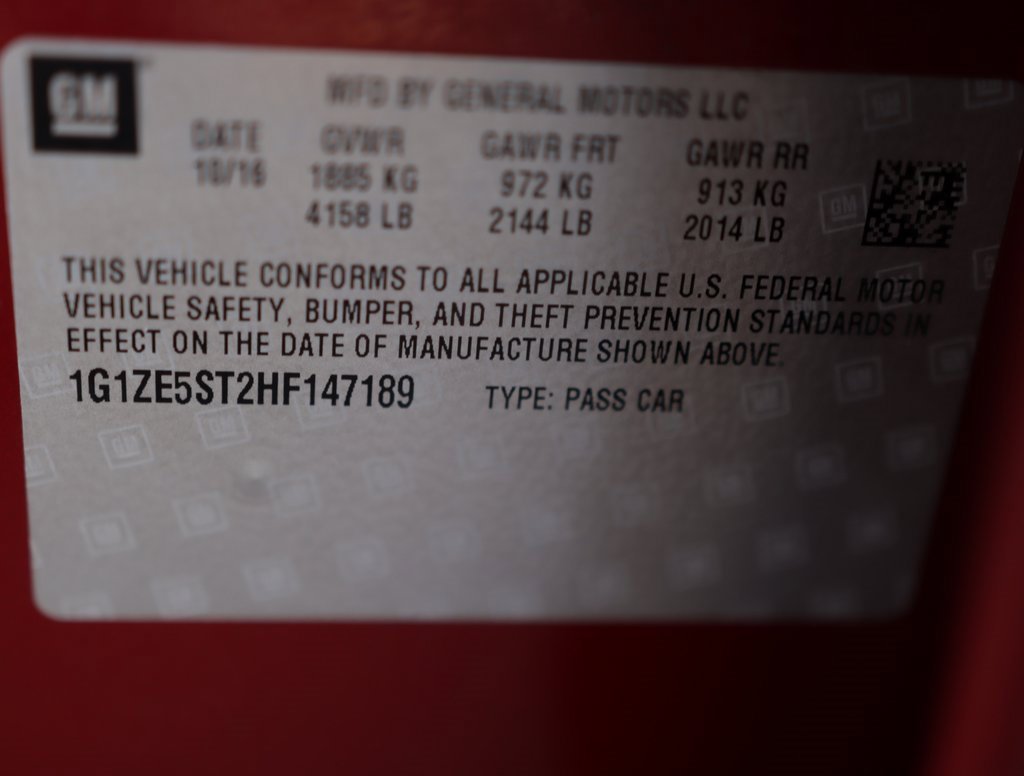 GM
MFD BY GENERAL MOTORS LLC
DATE GVWR GAWR FRT GAWR RR
10/16 1885 KG 972 KG 913 KG
4158 LB 2144 LB 2014 LB
THIS VEHICLE CONFORMS TO ALL APPLICABLE U.S. FEDERAL MOTOR
VEHICLE SAFETY, BUMPER, AND THEFT PREVENTION STANDARDS IN
EFFECT ON THE DATE OF MANUFACTURE SHOWN ABOVE.
1G1ZE5ST2HF147189 TYPE: PASS CAR